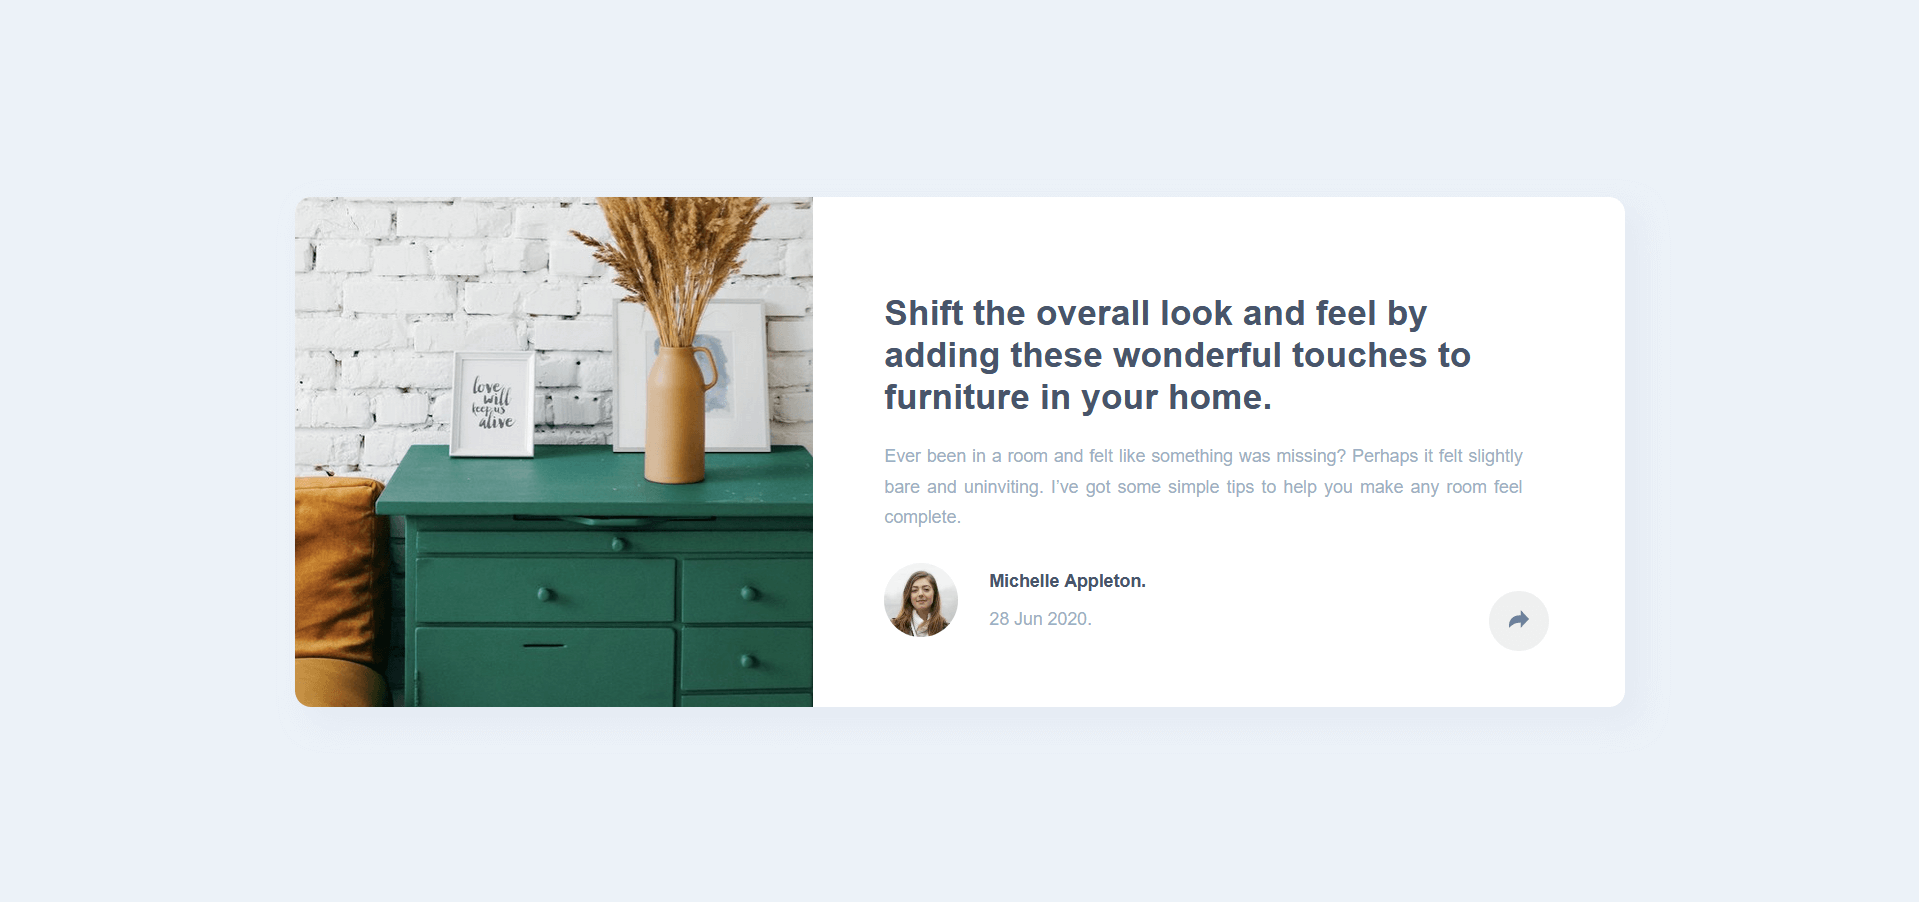 love
will
keep us
alive
Shift the overall look and feel by
adding these wonderful touches to
furniture in your home.
Ever been in a room and felt like something was missing? Perhaps it felt slightly
bare and uninviting. I’ve got some simple tips to help you make any room feel
complete.
Michelle Appleton.
28 Jun 2020.